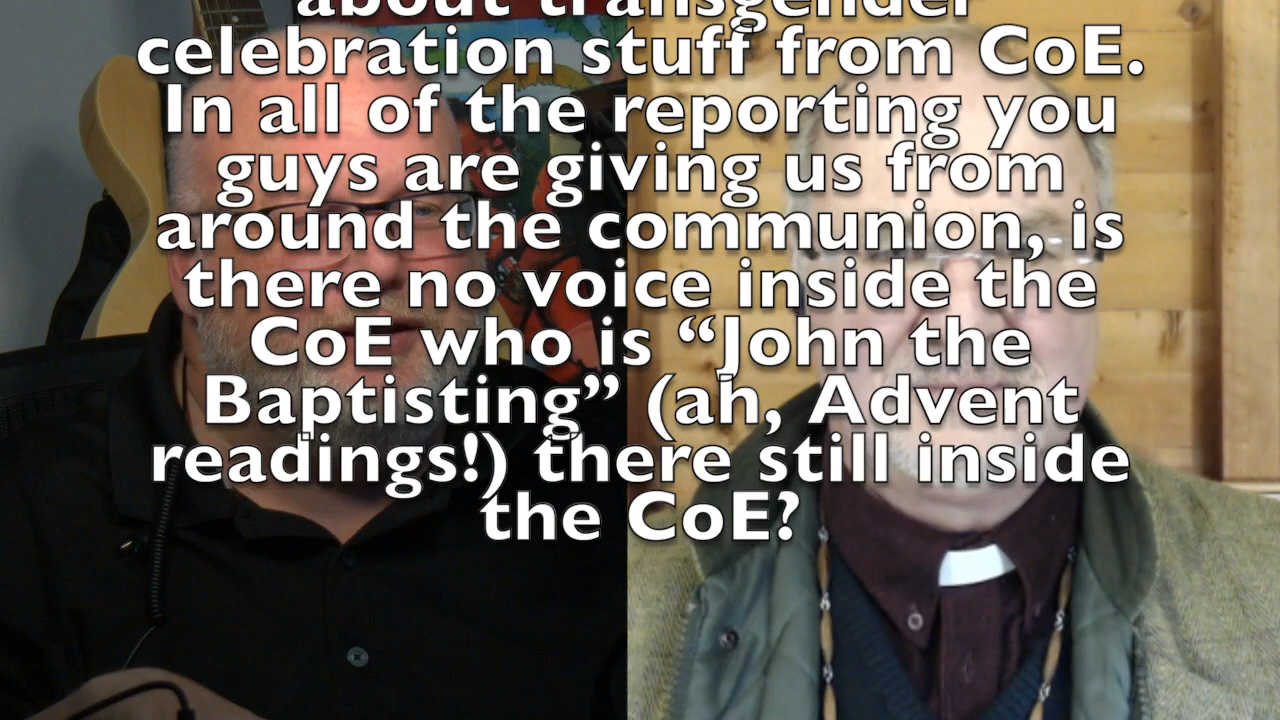 about transgender
celebration stuff from CoE.
In all of the reporting you
guys are giving us from
around the communion, is
there no voice inside the
CoE who is “John the
Baptisting” (ah, Advent
readings!) there still inside
the CoE?